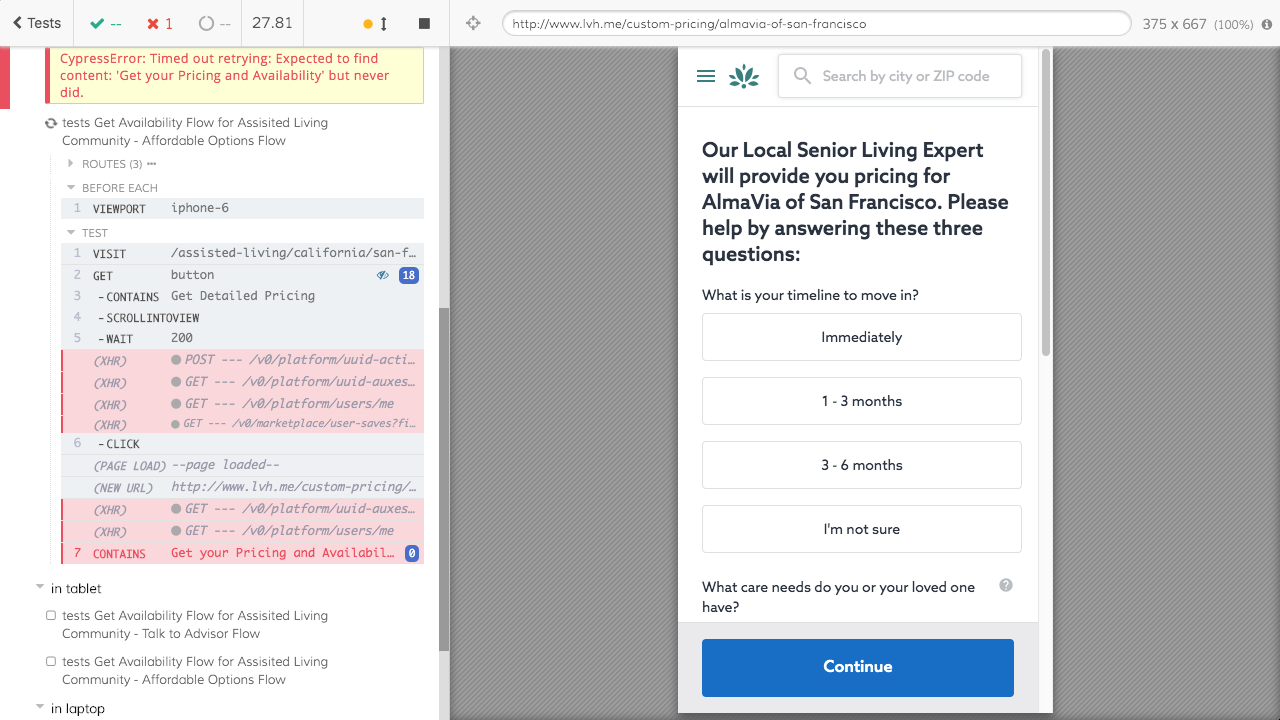 Tests
--
1
--
27.81
http://www.lvh.me/custom-pricing/almavia-of-san-francisco
375 x 667 (100%)
CypressError: Timed out retrying: Expected to find
content: 'Get your Pricing and Availability' but never
did.
tests Get Availability Flow for Assisited Living
Community - Affordable Options Flow
ROUTES (3)
BEFORE EACH
1 VIEWPORT iphone-6
TEST
1 VISIT /assisted-living/california/san-f...
2 GET button 18
3 - CONTAINS Get Detailed Pricing
4 - SCROLLINTOVIEW
5 - WAIT 200
(XHR) POST --- /v0/platform/uuid-acti...
(XHR) GET --- /v0/platform/uuid-auxes...
(XHR) GET --- /v0/platform/users/me
(XHR) GET --- /v0/marketplace/user-saves?fi...
6 - CLICK
(PAGE LOAD) --page loaded--
(NEW URL) http://www.lvh.me/custom-pricing/...
(XHR) GET --- /v0/platform/uuid-auxes...
(XHR) GET --- /v0/platform/users/me
7 CONTAINS Get your Pricing and Availabil... 0
in tablet
tests Get Availability Flow for Assisited Living
Community - Talk to Advisor Flow
tests Get Availability Flow for Assisited Living
Community - Affordable Options Flow
in laptop
Search by city or ZIP code
Our Local Senior Living Expert
will provide you pricing for
AlmaVia of San Francisco. Please
help by answering these three
questions:
What is your timeline to move in?
Immediately
1 - 3 months
3 - 6 months
I'm not sure
What care needs do you or your loved one
have?
Continue